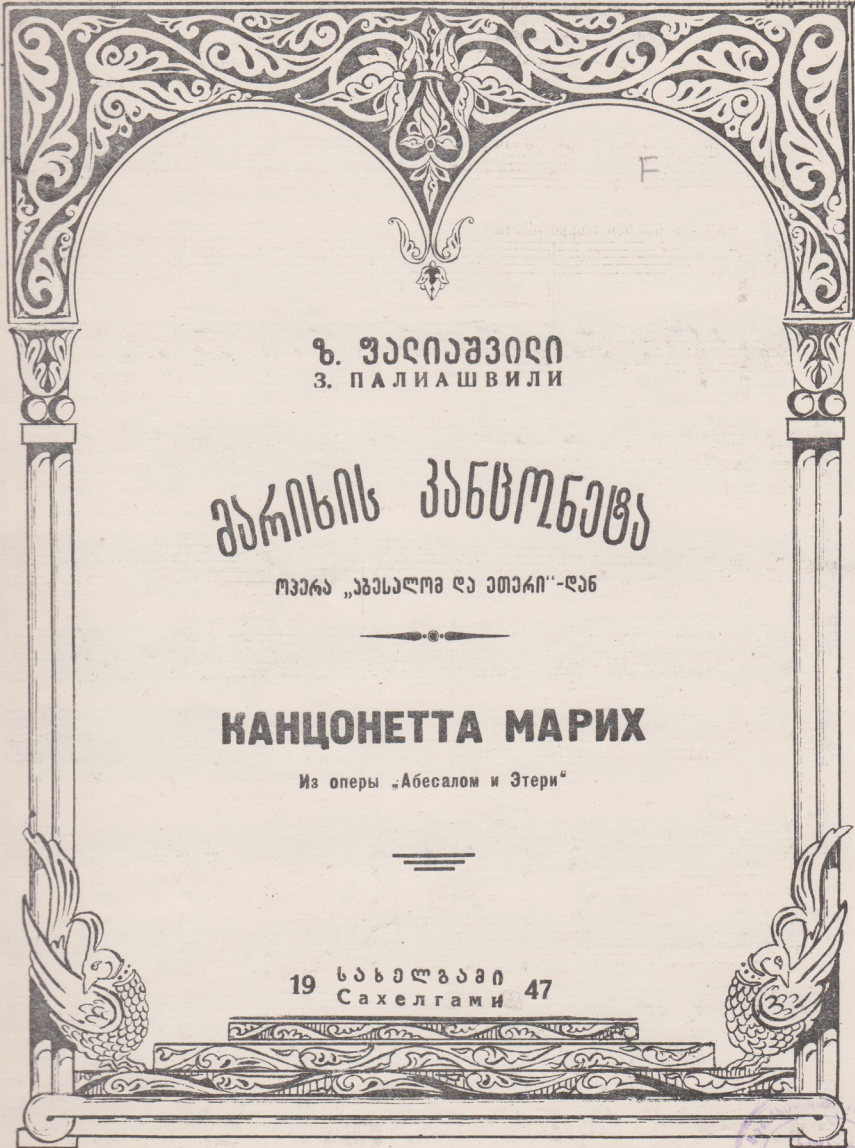 F
ზ. ფალიაშვილი
З. ПАЛИАШВИЛИ
მარიხის კანცონეტა
ოპერა „აბესალომ და ეთერი“-დან
КАНЦОНЕТТА МАРИХ
Из оперы „Абесалом и Этери“
19 სახელგამი 47
Сахелгами